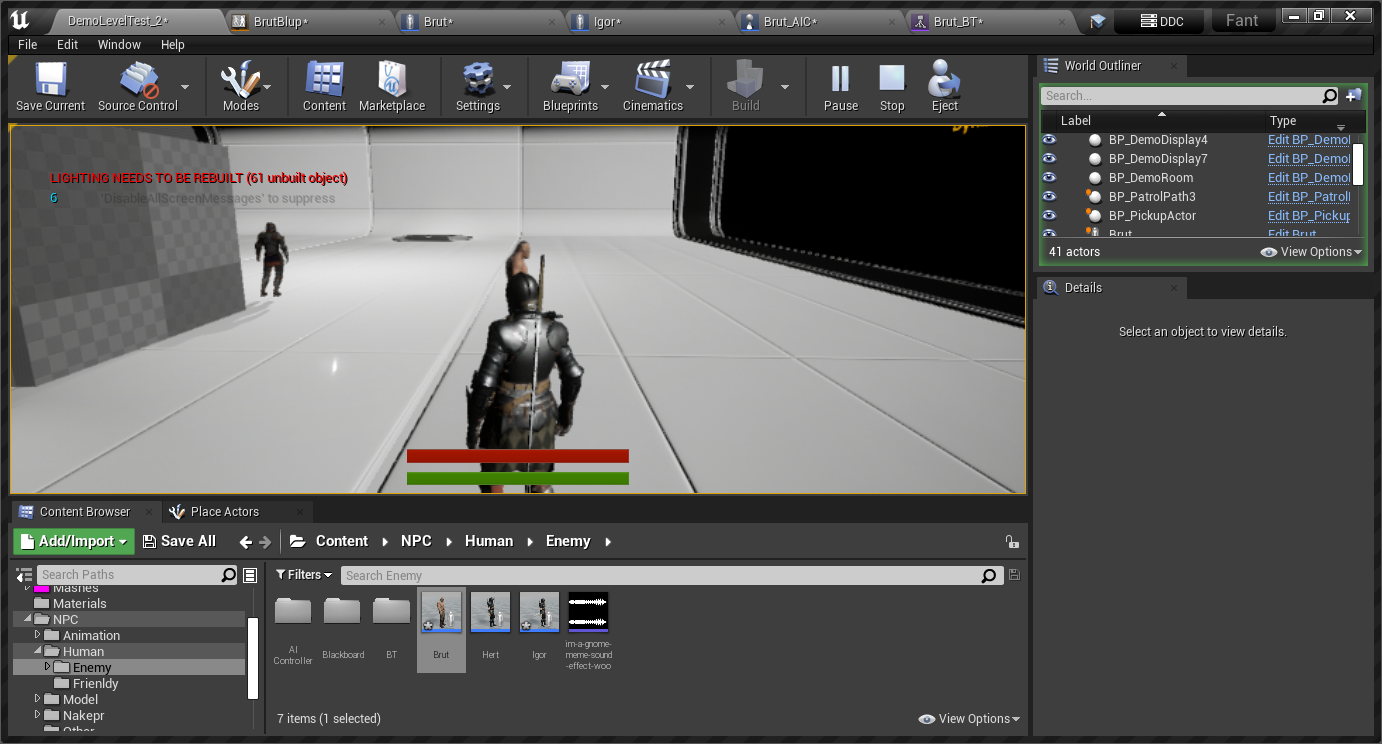 DemoLevelTest_2*
BrutBlup*
Brut*
Igor*
Brut_AIC*
Brut_BT*
DDC
Fant
File Edit Window Help
Save Current
Source Control
Modes
Content
Marketplace
Settings
Blueprints
Cinematics
Build
Pause
Stop
Eject
LIGHTING NEEDS TO BE REBUILT (61 unbuilt object)
6
'DisableAllScreenMessages' to suppress
World Outliner
Search...
Label Type
BP_DemoDisplay4 Edit BP_Demo
BP_DemoDisplay7 Edit BP_Demo
BP_DemoRoom Edit BP_Demo
BP_PatrolPath3 Edit BP_Patrol
BP_PickupActor Edit BP_Pickup
Brut Edit Brut
41 actors View Options
Details
Select an object to view details.
Content Browser
Place Actors
Add/Import Save All Content NPC Human Enemy
Search Paths
Filters
Search Enemy
Mashes
Materials
NPC
Animation
Human
Enemy
Frienldy
Model
Nakepr
Other
AI
Controller
Blackboard
BT
Brut
Hert
Igor
im-a-gnome-
meme-sound
-effect-woo
7 items (1 selected)
View Options